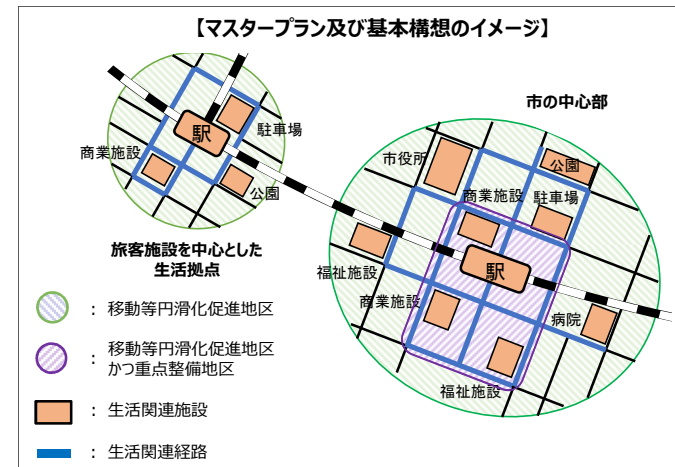 【マスタープラン及び基本構想のイメージ】
市の中心部
駅
駐車場
商業施設
公園
旅客施設を中心とした
生活拠点
市役所
公園
商業施設
駐車場
福祉施設
駅
商業施設
病院
福祉施設
： 移動等円滑化促進地区
： 移動等円滑化促進地区
かつ重点整備地区
： 生活関連施設
： 生活関連経路